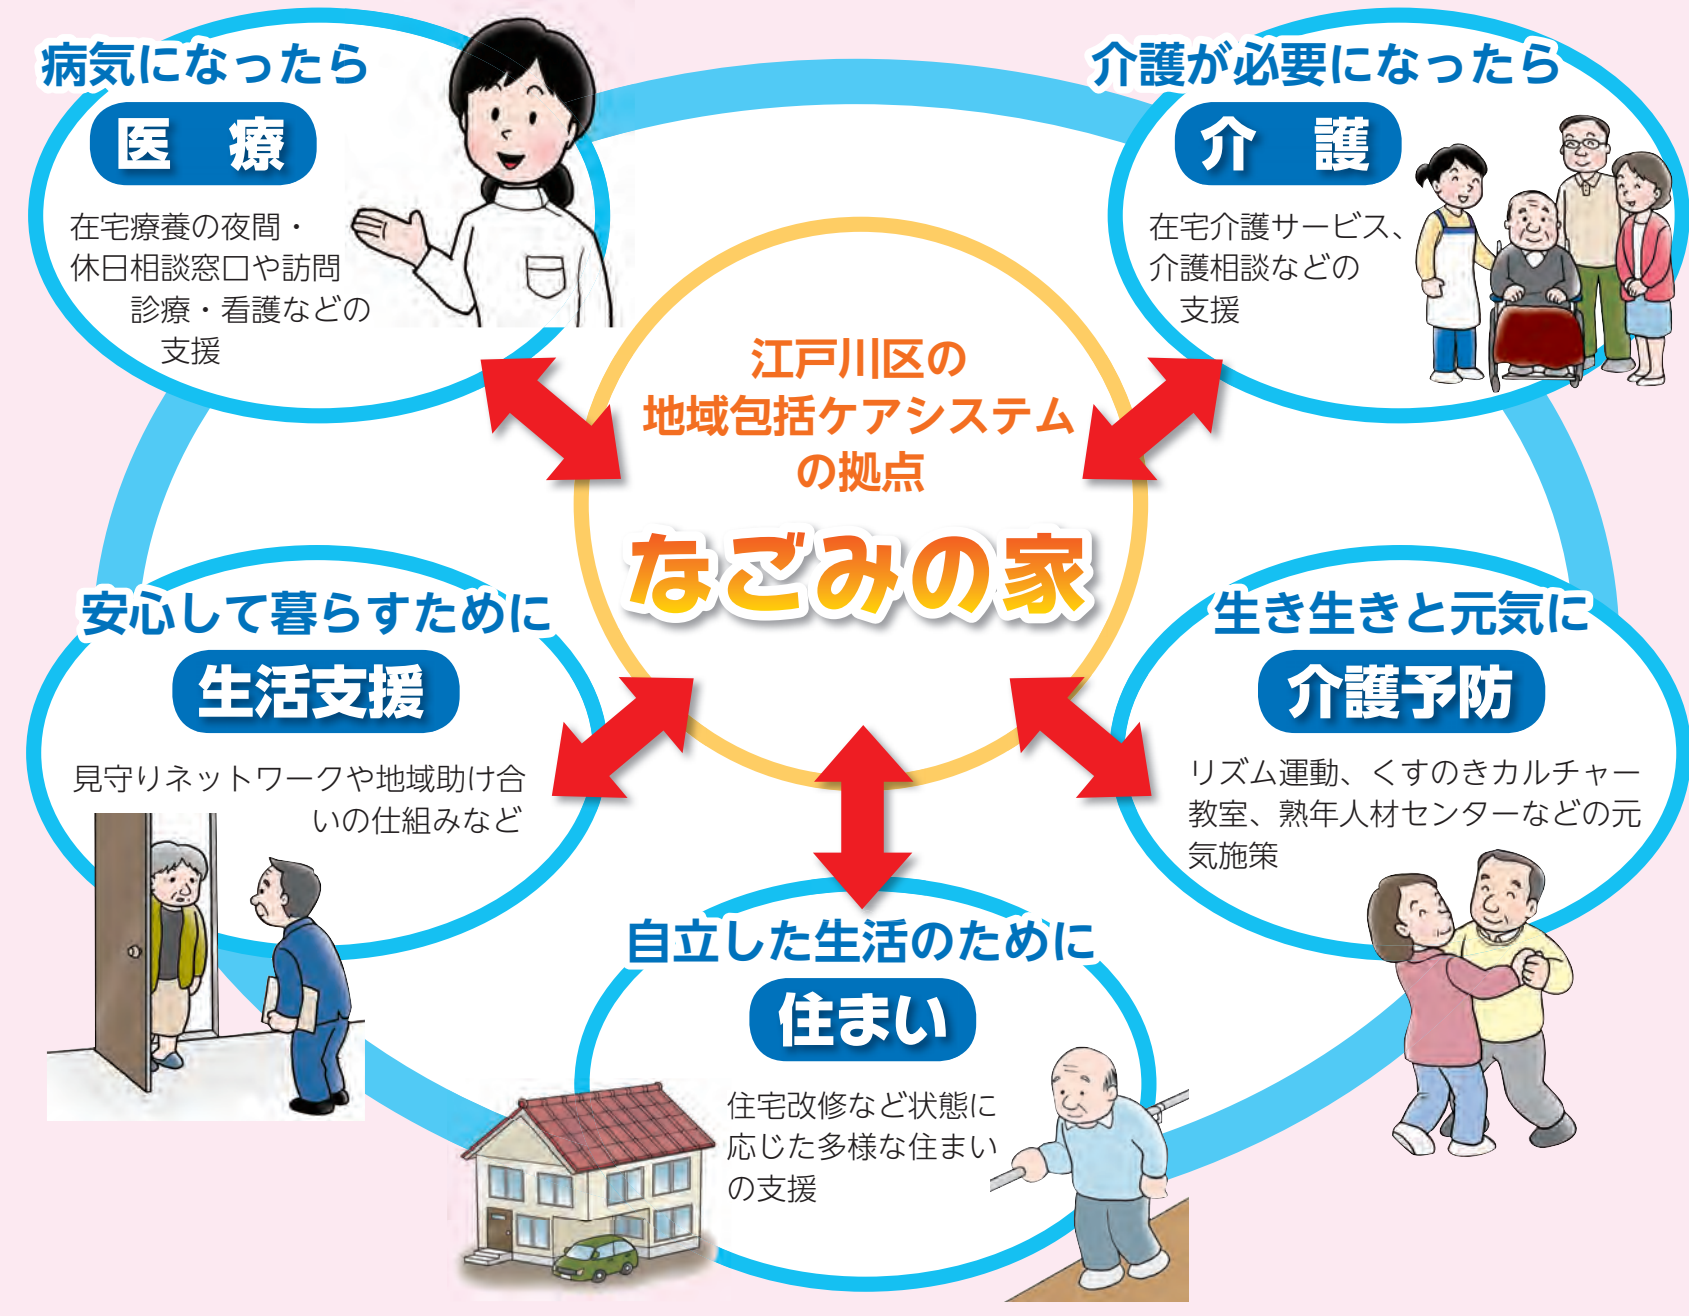 病気になったら
医 療
在宅療養の夜間・
休日相談窓口や訪問
診療・看護などの
支援
介護が必要になったら
介 護
在宅介護サービス、
介護相談などの
支援
江戸川区の
地域包括ケアシステム
の拠点
なごみの家
安心して暮らすために
生活支援
見守りネットワークや地域助け合
いの仕組みなど
生き生きと元気に
介護予防
リズム運動、くすのきカルチャー
教室、熟年人材センターなどの元
気施策
自立した生活のために
住まい
住宅改修など状態に
応じた多様な住まい
の支援